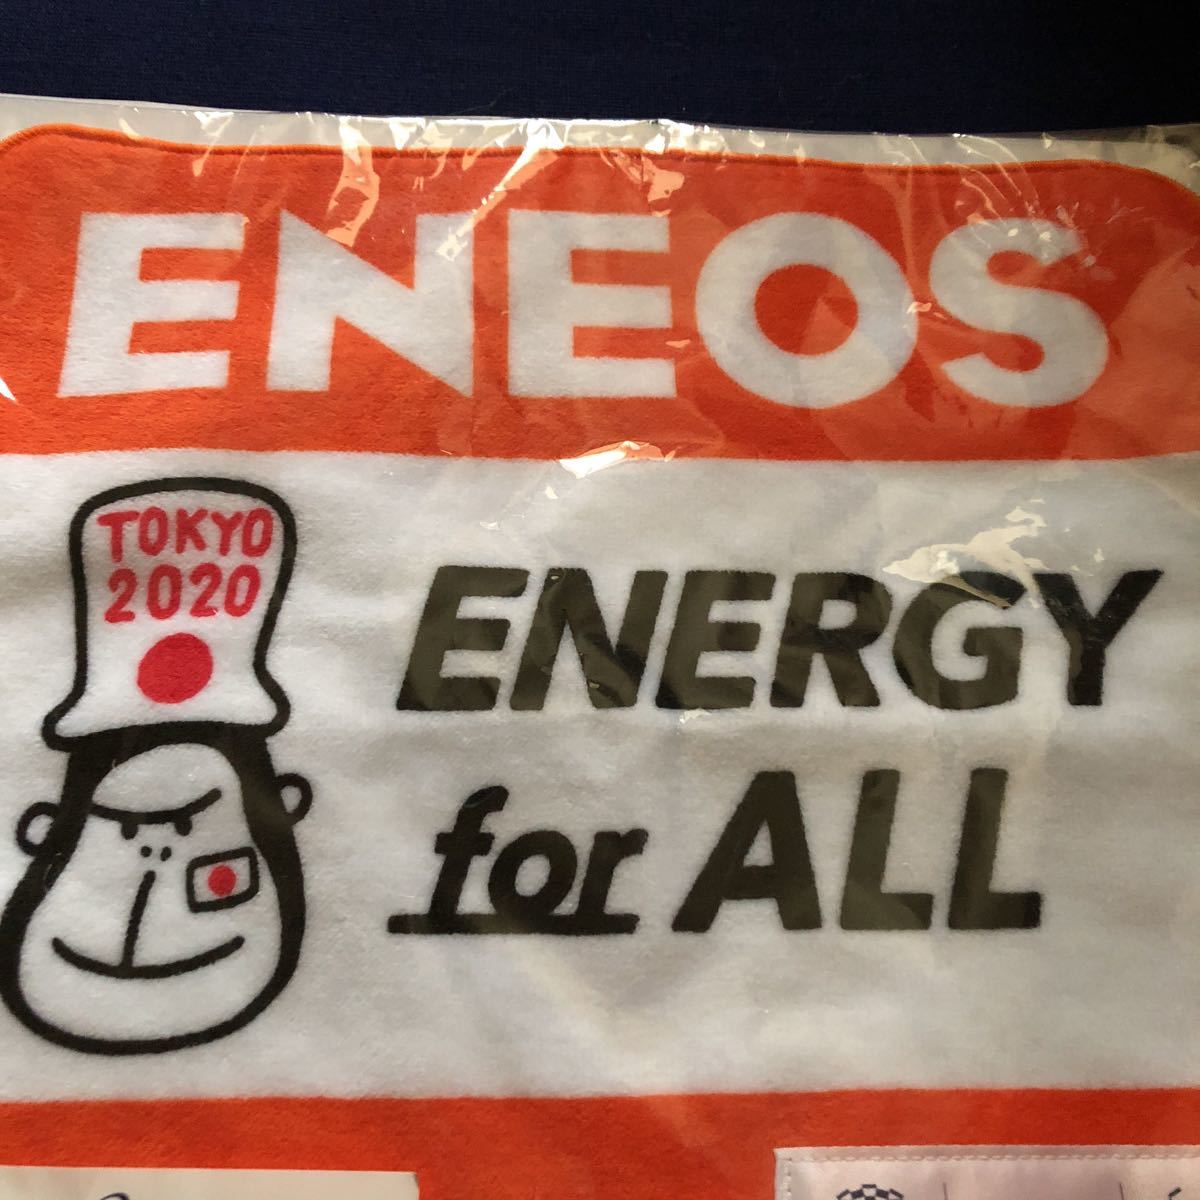 ENEOS
TOKYO
2020
ENERGY
for ALL